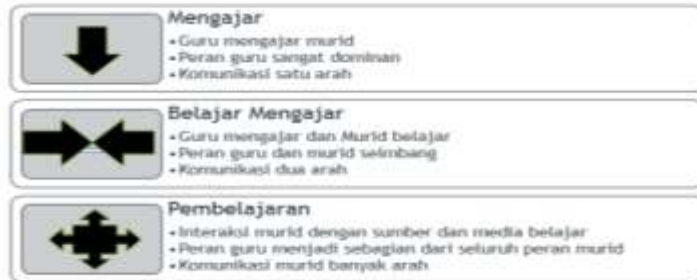 Mengajar
•Guru mengajar murid
•Peran guru sangat dominan
•Komunikasi satu arah
Belajar Mengajar
•Guru mengajar dan Murid belajar
•Peran guru dan murid seimbang
•Komunikasi dua arah
Pembelajaran
•Interaksi murid dengan sumber dan media belajar
•Peran guru menjadi sebagian dari seluruh peran murid
•Komunikasi murid banyak arah